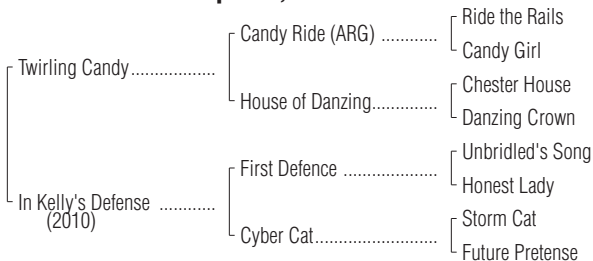 Ride the Rails
Candy Ride (ARG) ............
Candy Girl
Twirling Candy..................
Chester House
House of Danzing..............
Danzing Crown
Unbridled's Song
First Defence ....................
Honest Lady
In Kelly's Defense ............
(2010)
Storm Cat
Cyber Cat..........................
Future Pretense